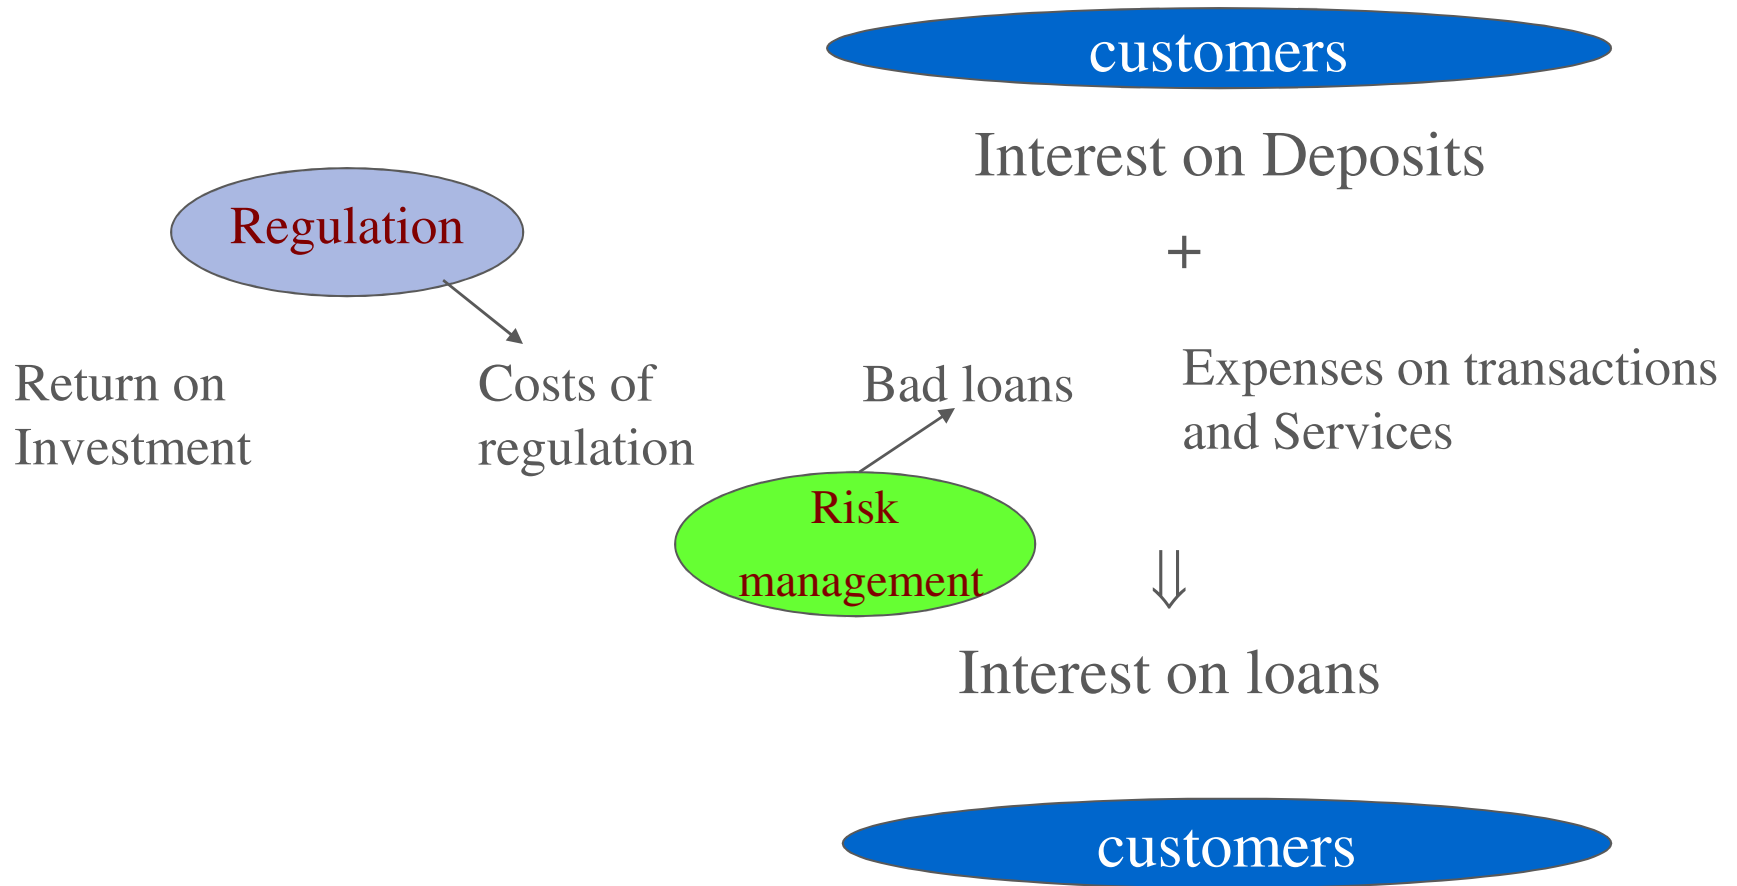 customers
Interest on Deposits
Regulation
+
Return on
Investment
Costs of
regulation
Bad loans
Expenses on transactions
and Services
Risk
management
⇓
Interest on loans
customers